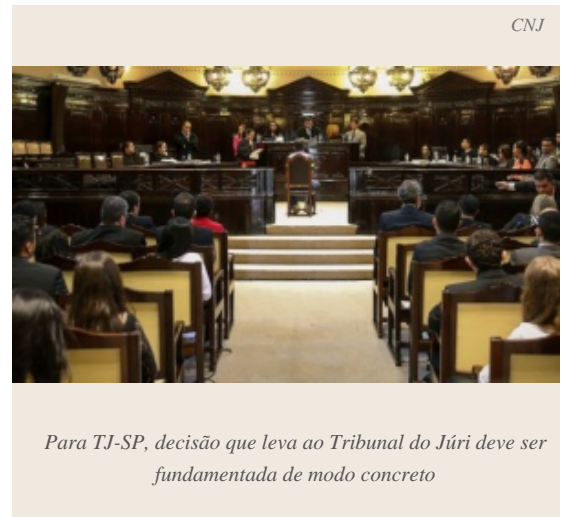 CNJ
Para TJ-SP, decisão que leva ao Tribunal do Júri deve ser
fundamentada de modo concreto